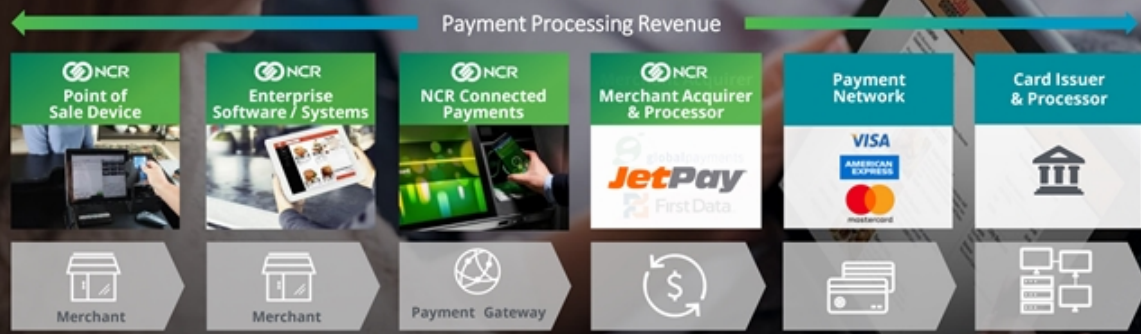 Payment Processing Revenue
NCR
Point of
Sale Device
NCR
Enterprise
Software / Systems
NCR
NCR Connected
Payments
NCR
Merchant Acquirer
& Processor
globalpayments
JetPay
First Data
Payment
Network
VISA
AMERICAN
EXPRESS
mastercard
Card Issuer
& Processor
Merchant
Merchant
Payment Gateway